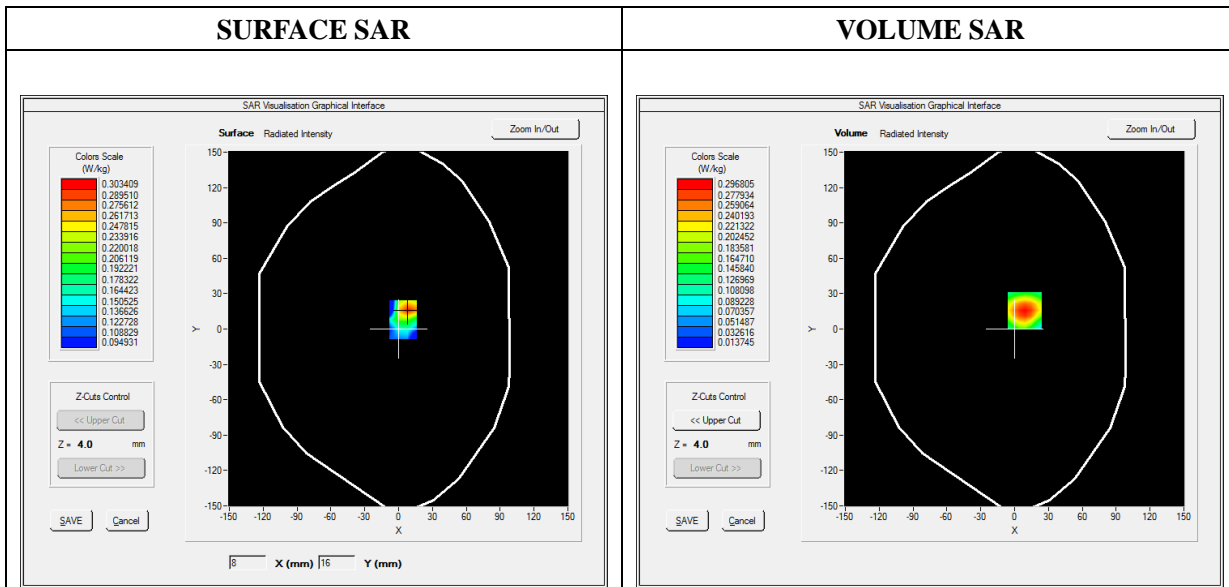 SURFACE SAR
VOLUME SAR
SAR Visualisation Graphical Interface
Surface Radiated Intensity
Zoom In/Out
Colors Scale
(W/kg)
0.303409
0.289510
0.275612
0.261713
0.247815
0.233916
0.220018
0.206119
0.192221
0.178322
0.164423
0.150525
0.136626
0.122728
0.108829
0.094931
Z-Cuts Control
<< Upper Cut
Z = 4.0 mm
Lower Cut >>
SAVE Cancel
150
120
90
60
30
0
-30
-60
-90
-120
-150
Y
-150 -120 -90 -60 -30 0 30 60 90 120 150
X
8 X (mm) 16 Y (mm)
SAR Visualisation Graphical Interface
Volume Radiated Intensity
Zoom In/Out
Colors Scale
(W/kg)
0.296805
0.277934
0.259064
0.240193
0.221322
0.202452
0.183581
0.164710
0.145840
0.126969
0.108098
0.089228
0.070357
0.051487
0.032616
0.013745
Z-Cuts Control
<< Upper Cut
Z = 4.0 mm
Lower Cut >>
SAVE Cancel
150
120
90
60
30
0
-30
-60
-90
-120
-150
Y
-150 -120 -90 -60 -30 0 30 60 90 120 150
X